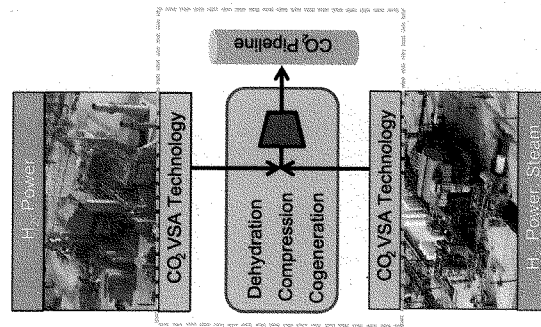 H₂, Power
CO₂ VSA Technology
Dehydration
Compression
Cogeneration
CO₂ Pipeline
CO₂ VSA Technology
H₂, Power, Steam